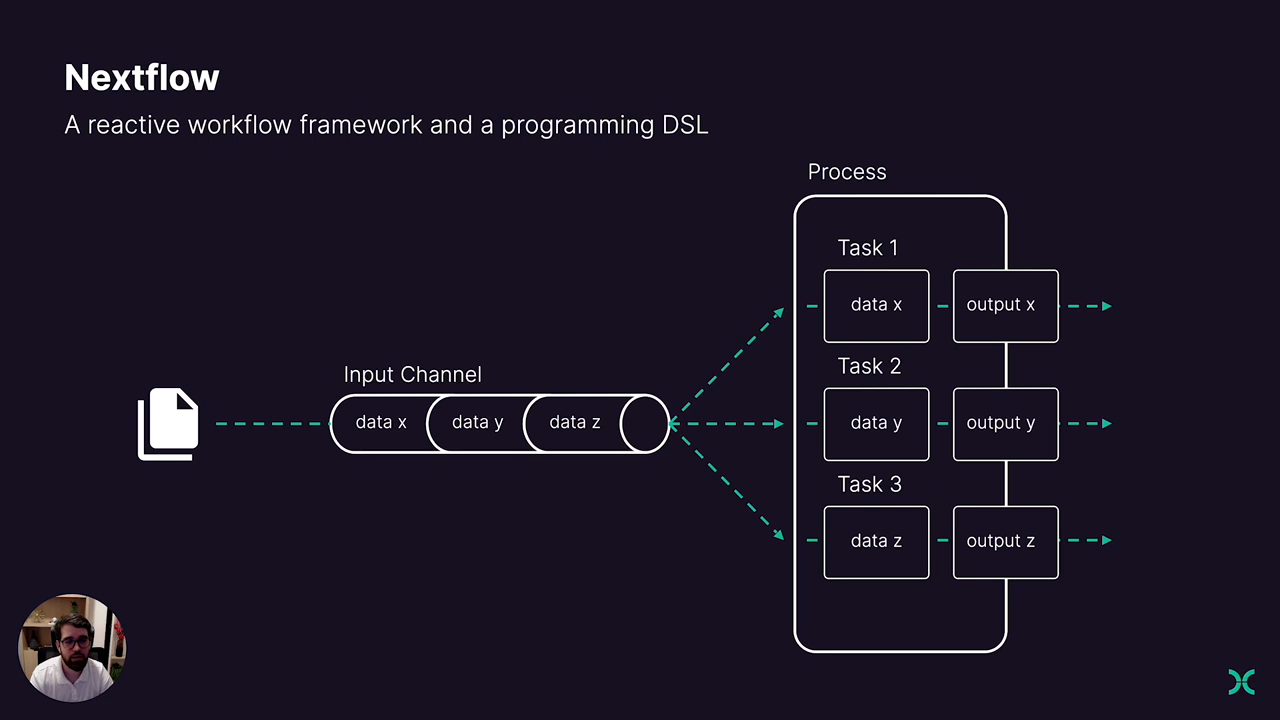 Nextflow
A reactive workflow framework and a programming DSL
Process
Task 1
data x
output x
Input Channel
data x
data y
data z
Task 2
data y
output y
Task 3
data z
output z